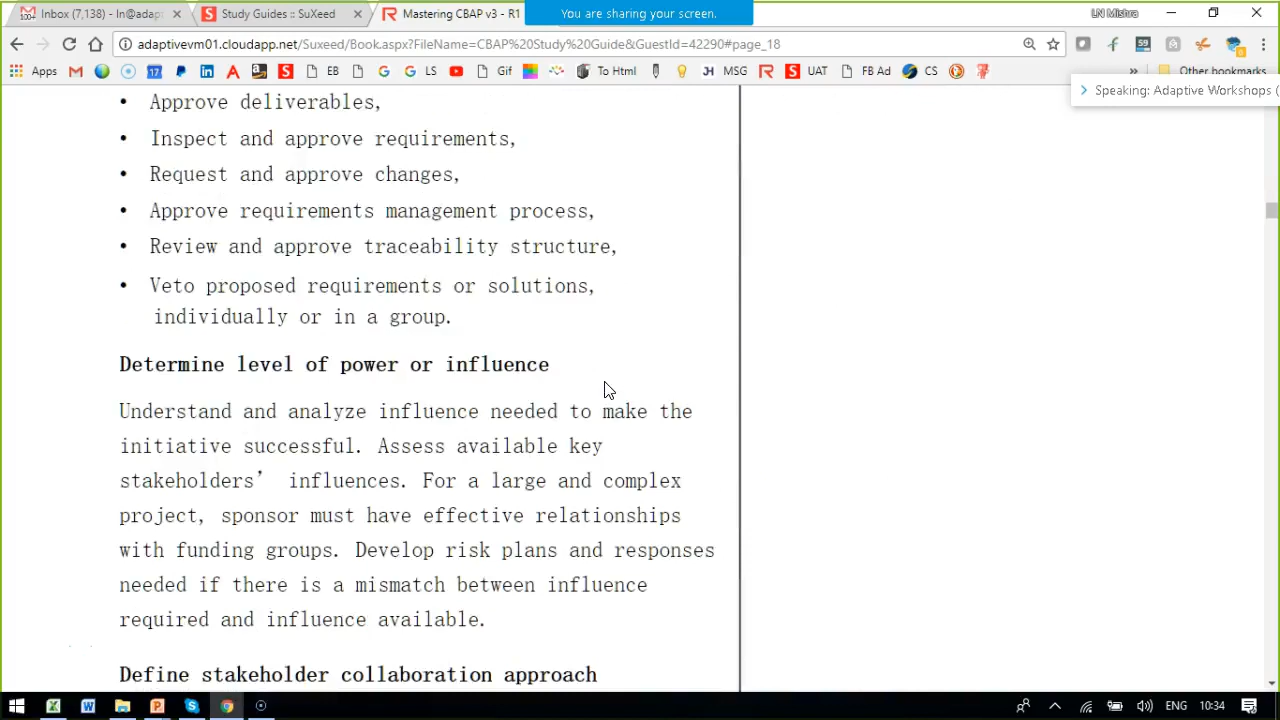 Inbox (7,138) - ln@adap
Study Guides :: SuXeed
Mastering CBAP v3 - R1
You are sharing your screen.
LN Mishra
adaptivevm01.cloudapp.net/Suxeed/Book.aspx?FileName=CBAP%20Study%20Guide&GuestId=42290#page_18
Apps
17
EB
LS
Gif
To Html
JH
MSG
UAT
FB Ad
CS
Other bookmarks
59
Speaking: Adaptive Workshops (
• Approve deliverables,
• Inspect and approve requirements,
• Request and approve changes,
• Approve requirements management process,
• Review and approve traceability structure,
• Veto proposed requirements or solutions,
individually or in a group.
Determine level of power or influence
Understand and analyze influence needed to make the
initiative successful. Assess available key
stakeholders' influences. For a large and complex
project, sponsor must have effective relationships
with funding groups. Develop risk plans and responses
needed if there is a mismatch between influence
required and influence available.
Define stakeholder collaboration approach
ENG
10:34